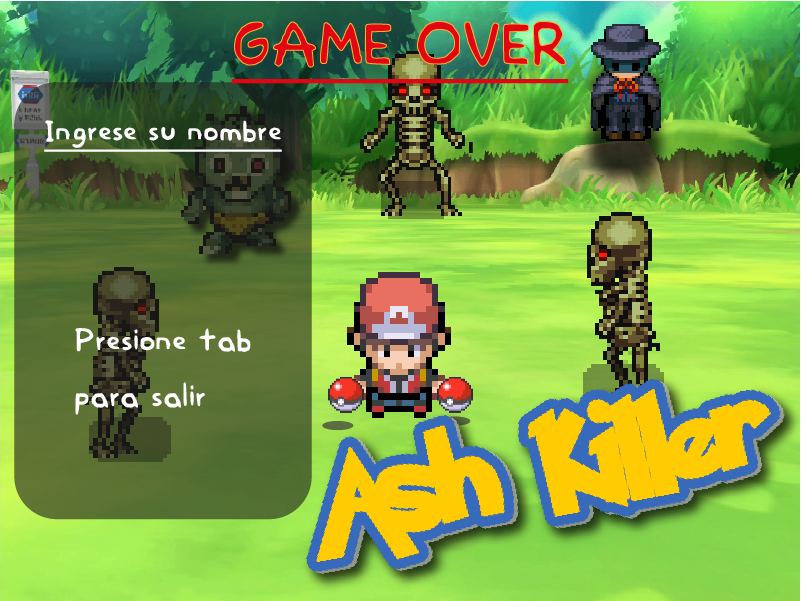 GAME OVER
Ingrese su nombre
Presione tab
para salir
Ash Killer